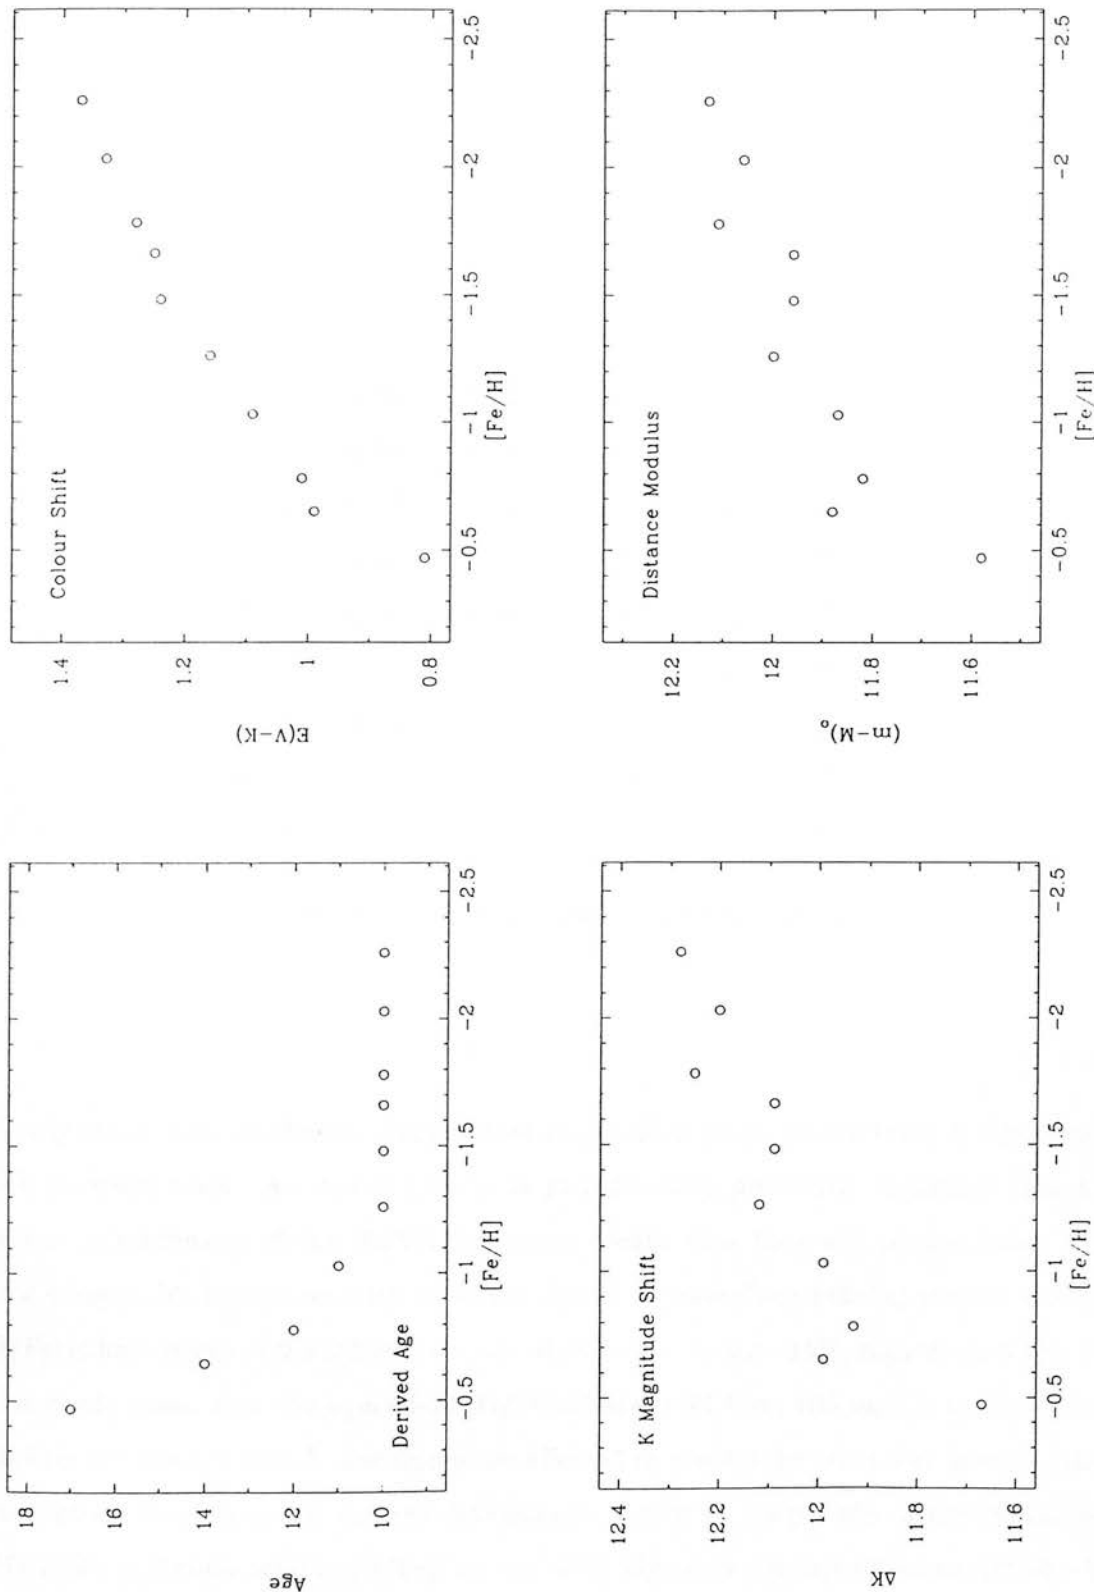 Derived Age
Age
18
16
14
12
10
-0.5 -1 -1.5 -2 -2.5
[Fe/H]
Colour Shift
E(V-K)
1.4
1.2
1
0.8
-0.5 -1 -1.5 -2 -2.5
[Fe/H]
K Magnitude Shift
ΔK
12.4
12.2
12
11.8
11.6
-0.5 -1 -1.5 -2 -2.5
[Fe/H]
Distance Modulus
(m-M)₀
12.2
12
11.8
11.6
-0.5 -1 -1.5 -2 -2.5
[Fe/H]